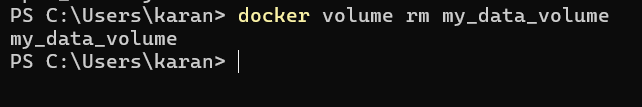 PS C:\Users\karan> docker volume rm my_data_volume
my_data_volume
PS C:\Users\karan>